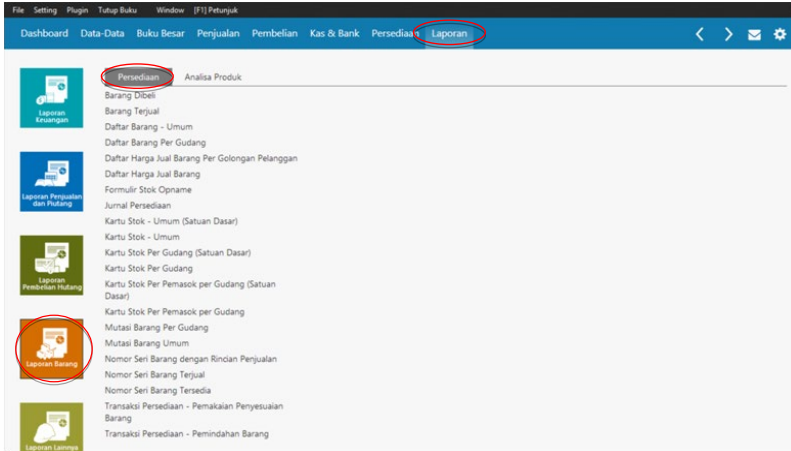 File Setting Plugin Tutup Buku Window [F1] Petunjuk
Dashboard Data-Data Buku Besar Penjualan Pembelian Kas & Bank Persediaan Laporan
Persediaan Analisa Produk
Laporan
Keuangan
Laporan Penjualan
dan Piutang
Laporan
Pembelian Hutang
Laporan Barang
Laporan Lainnya
Barang Dibeli
Barang Terjual
Daftar Barang - Umum
Daftar Barang Per Gudang
Daftar Harga Jual Barang Per Golongan Pelanggan
Daftar Harga Jual Barang
Formulir Stok Opname
Jurnal Persediaan
Kartu Stok - Umum (Satuan Dasar)
Kartu Stok - Umum
Kartu Stok Per Gudang (Satuan Dasar)
Kartu Stok Per Gudang
Kartu Stok Per Pemasok per Gudang (Satuan
Dasar)
Kartu Stok Per Pemasok per Gudang
Mutasi Barang Per Gudang
Mutasi Barang Umum
Nomor Seri Barang dengan Rincian Penjualan
Nomor Seri Barang Terjual
Nomor Seri Barang Tersedia
Transaksi Persediaan - Pemakaian Penyesuaian
Barang
Transaksi Persediaan - Pemindahan Barang